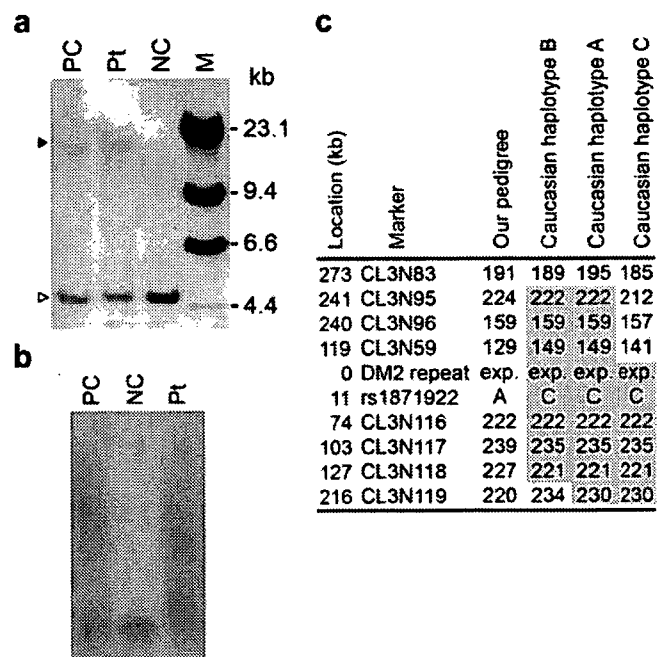 a
PC Pt NC M
kb
23.1
9.4
6.6
4.4
b
PC NC Pt
c
Location (kb) Marker Our pedigree Caucasian haplotype B Caucasian haplotype A Caucasian haplotype C
273 CL3N83 191 189 195 185
241 CL3N95 224 222 222 212
240 CL3N96 159 159 159 157
119 CL3N59 129 149 149 141
0 DM2 repeat exp. exp. exp. exp.
11 rs1871922 A C C C
74 CL3N116 222 222 222 222
103 CL3N117 239 235 235 235
127 CL3N118 227 221 221 221
216 CL3N119 220 234 230 230